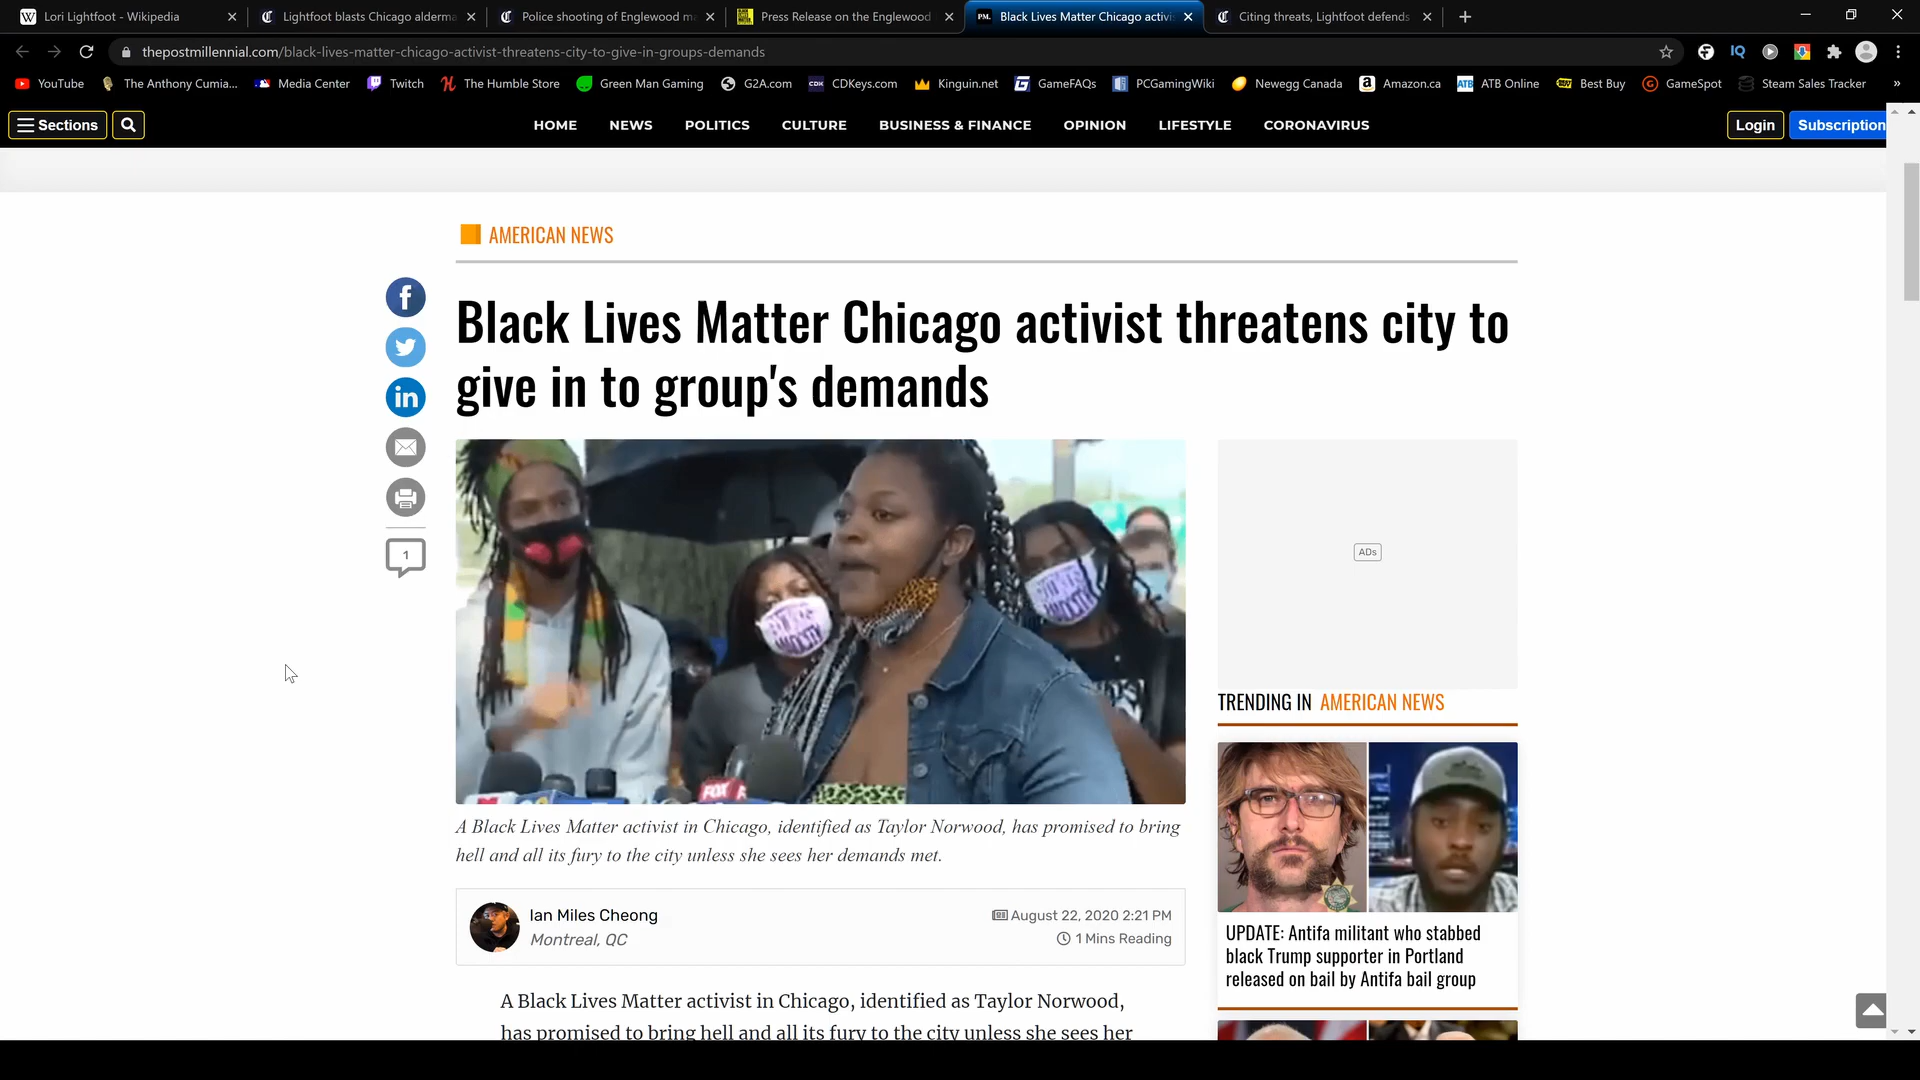 Lori Lightfoot - Wikipedia
Lightfoot blasts Chicago alderma
Police shooting of Englewood m
Press Release on the Englewood
PM.
Black Lives Matter Chicago activi
Citing threats, Lightfoot defends
thepostmillennial.com/black-lives-matter-chicago-activist-threatens-city-to-give-in-groups-demands
YouTube
The Anthony Cumia...
Media Center
Twitch
The Humble Store
Green Man Gaming
G2A.com
CDKeys.com
Kinguin.net
GameFAQs
PCGamingWiki
Newegg Canada
Amazon.ca
ATB Online
Best Buy
GameSpot
Steam Sales Tracker
Sections
HOME
NEWS
POLITICS
CULTURE
BUSINESS & FINANCE
OPINION
LIFESTYLE
CORONAVIRUS
Login
Subscription
AMERICAN NEWS
Black Lives Matter Chicago activist threatens city to
give in to group's demands
1
ADs
FOX
A Black Lives Matter activist in Chicago, identified as Taylor Norwood, has promised to bring
hell and all its fury to the city unless she sees her demands met.
Ian Miles Cheong
Montreal, QC
August 22, 2020 2:21 PM
1 Mins Reading
A Black Lives Matter activist in Chicago, identified as Taylor Norwood,
has promised to bring hell and all its fury to the city unless she sees her
TRENDING IN AMERICAN NEWS
UPDATE: Antifa militant who stabbed
black Trump supporter in Portland
released on bail by Antifa bail group